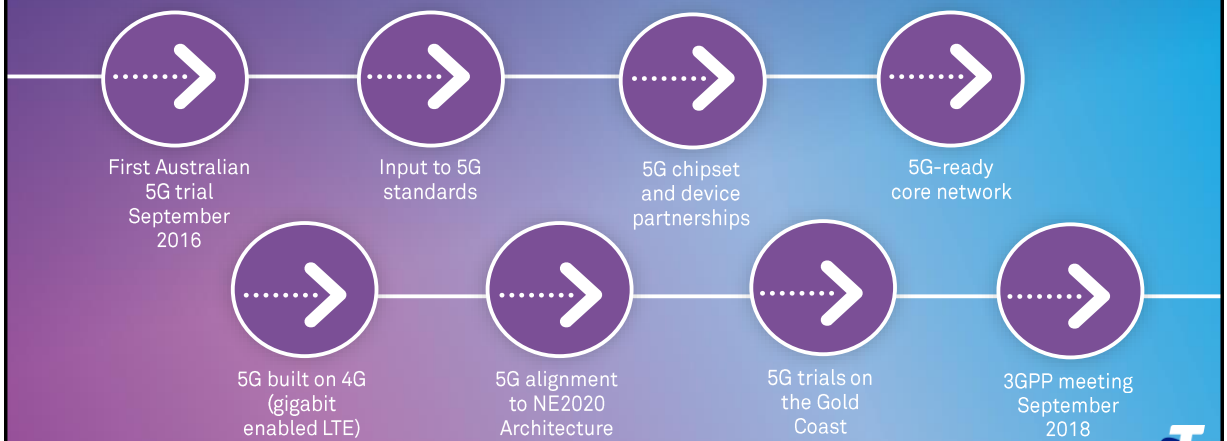 First Australian
5G trial
September
2016
Input to 5G
standards
5G chipset
and device
partnerships
5G-ready
core network
5G built on 4G
(gigabit
enabled LTE)
5G alignment
to NE2020
Architecture
5G trials on
the Gold
Coast
3GPP meeting
September
2018